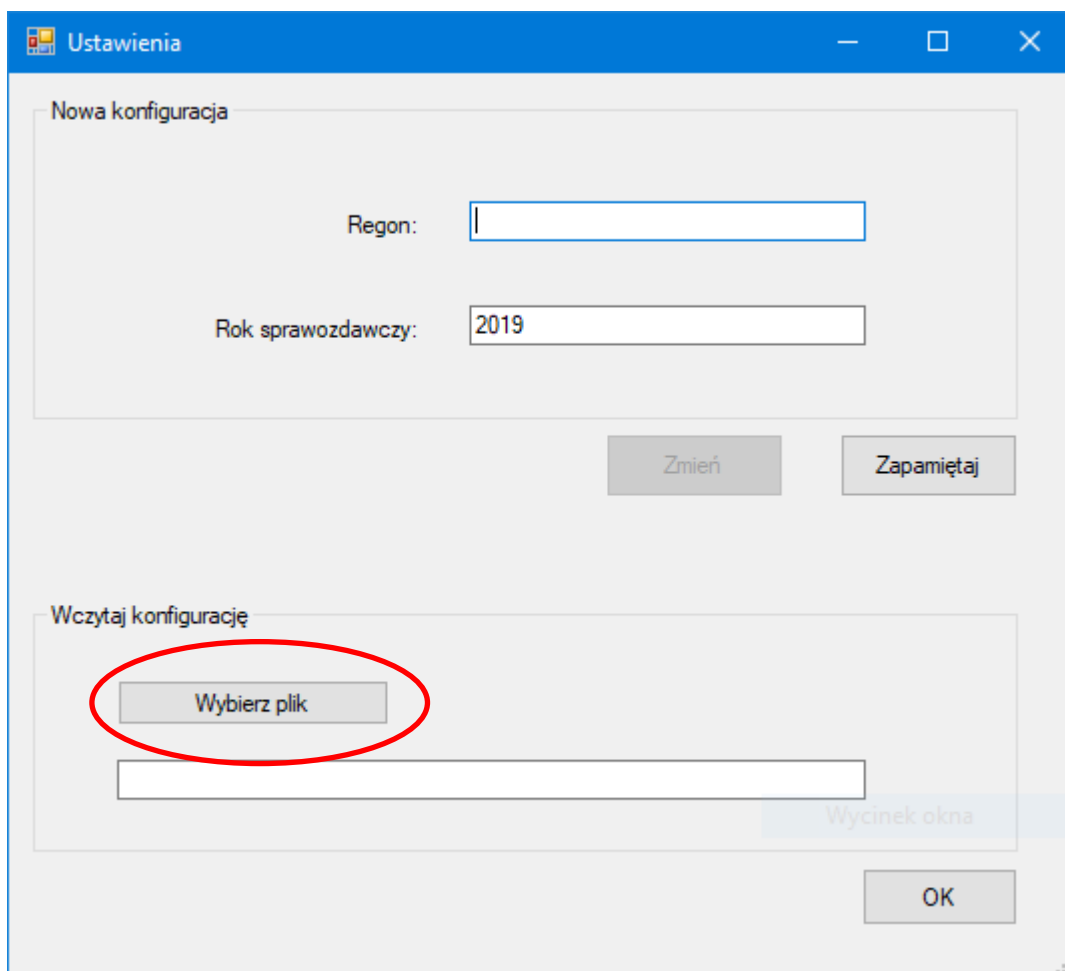 Ustawienia
Nowa konfiguracja
Regon:
Rok sprawozdawczy: 2019
Zmień Zapamiętaj
Wczytaj konfigurację
Wybierz plik
Wycinek okna
OK